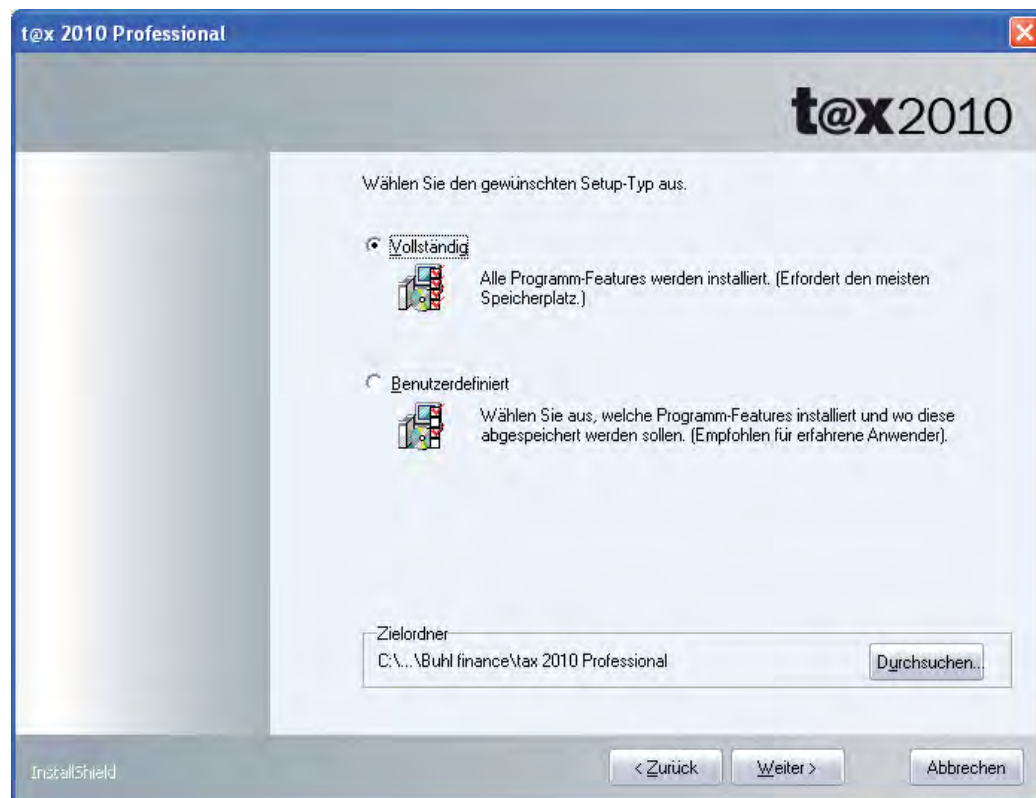 t@x 2010 Professional
t@x2010
Wählen Sie den gewünschten Setup-Typ aus.
Vollständig
Alle Programm-Features werden installiert. (Erfordert den meisten
Speicherplatz.)
Benutzerdefiniert
Wählen Sie aus, welche Programm-Features installiert und wo diese
abgespeichert werden sollen. (Empfohlen für erfahrene Anwender).
Zielordner
C:\...\Buhl finance\tax 2010 Professional
Durchsuchen...
InstallShield
< Zurück
Weiter >
Abbrechen